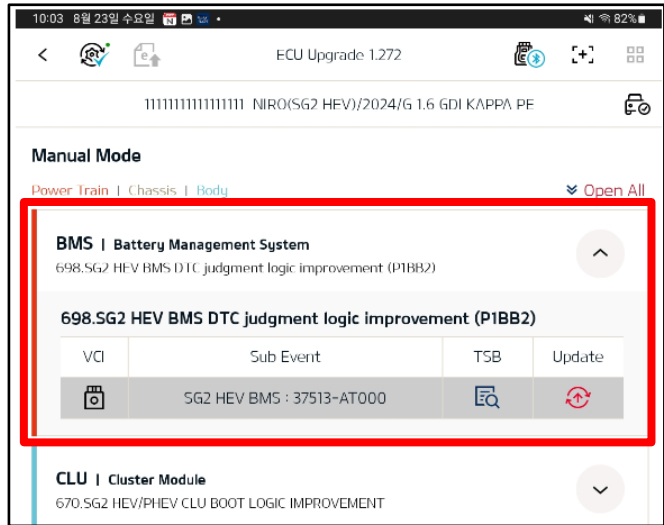 10:03 8월 23일 수요일 82%
ECU Upgrade 1.272
11111111111111111 NIRO(SG2 HEV)/2024/G 1.6 GDI KAPPA PE
Manual Mode
Power Train | Chassis | Body Open All
BMS | Battery Management System
698.SG2 HEV BMS DTC judgment logic improvement (P1BB2)
698.SG2 HEV BMS DTC judgment logic improvement (P1BB2)
VCI Sub Event TSB Update
SG2 HEV BMS : 37513-AT000
CLU | Cluster Module
670.SG2 HEV/PHEV CLU BOOT LOGIC IMPROVEMENT